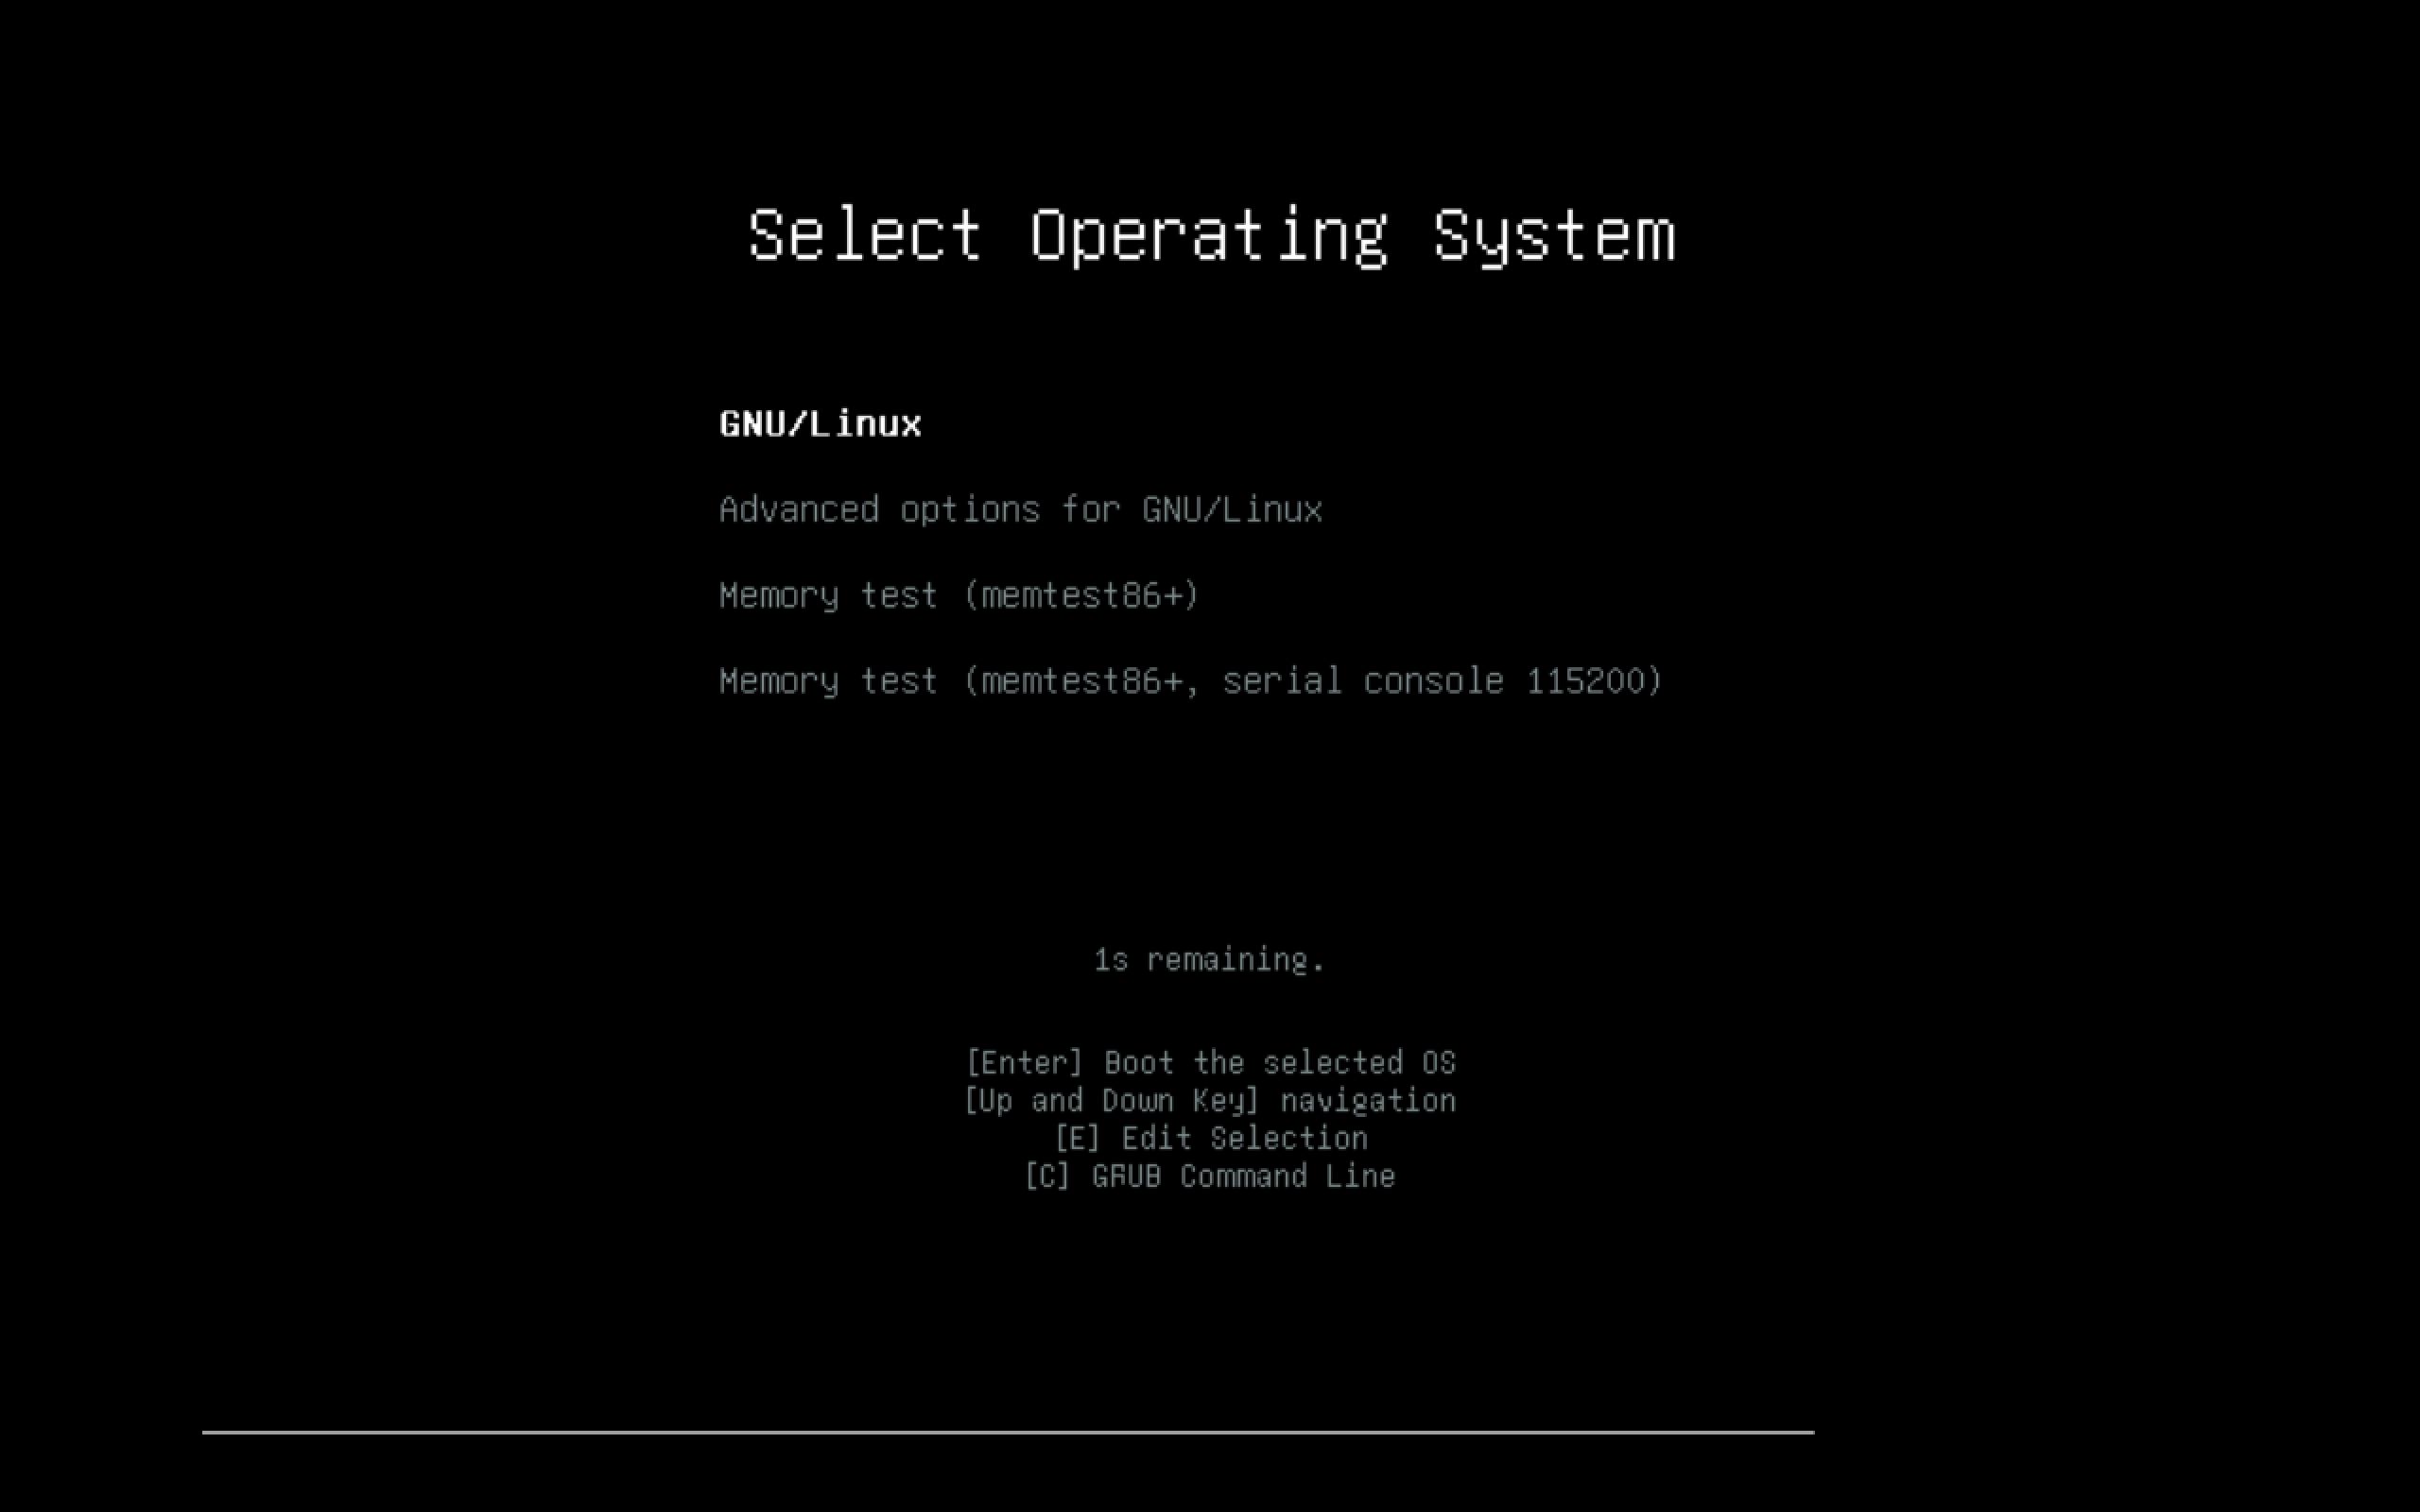 Select Operating System
GNU/Linux
Advanced options for GNU/Linux
Memory test (memtest86+)
Memory test (memtest86+, serial console 115200)
1s remaining.
[Enter] Boot the selected OS
[Up and Down Key] navigation
[E] Edit Selection
[C] GRUB Command Line